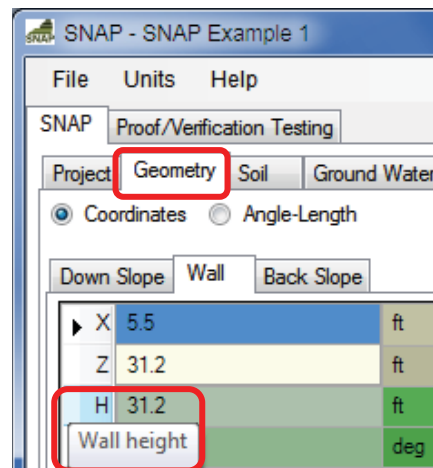 SNAP SNAP - SNAP Example 1
File Units Help
SNAP Proof/Verification Testing
Project Geometry Soil Ground Water
Coordinates Angle-Length
Down Slope Wall Back Slope
X 5.5 ft
Z 31.2 ft
H 31.2 ft
Wall height deg